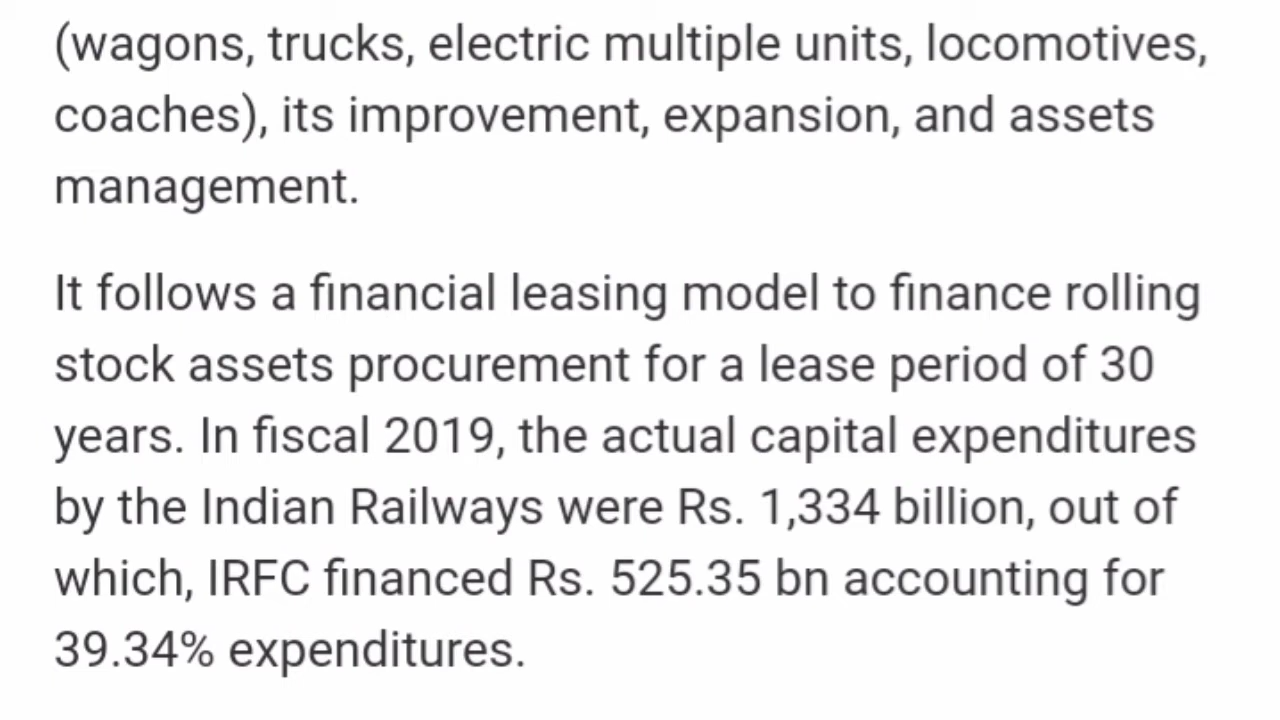 (wagons, trucks, electric multiple units, locomotives,
coaches), its improvement, expansion, and assets
management.
It follows a financial leasing model to finance rolling
stock assets procurement for a lease period of 30
years. In fiscal 2019, the actual capital expenditures
by the Indian Railways were Rs. 1,334 billion, out of
which, IRFC financed Rs. 525.35 bn accounting for
39.34% expenditures.